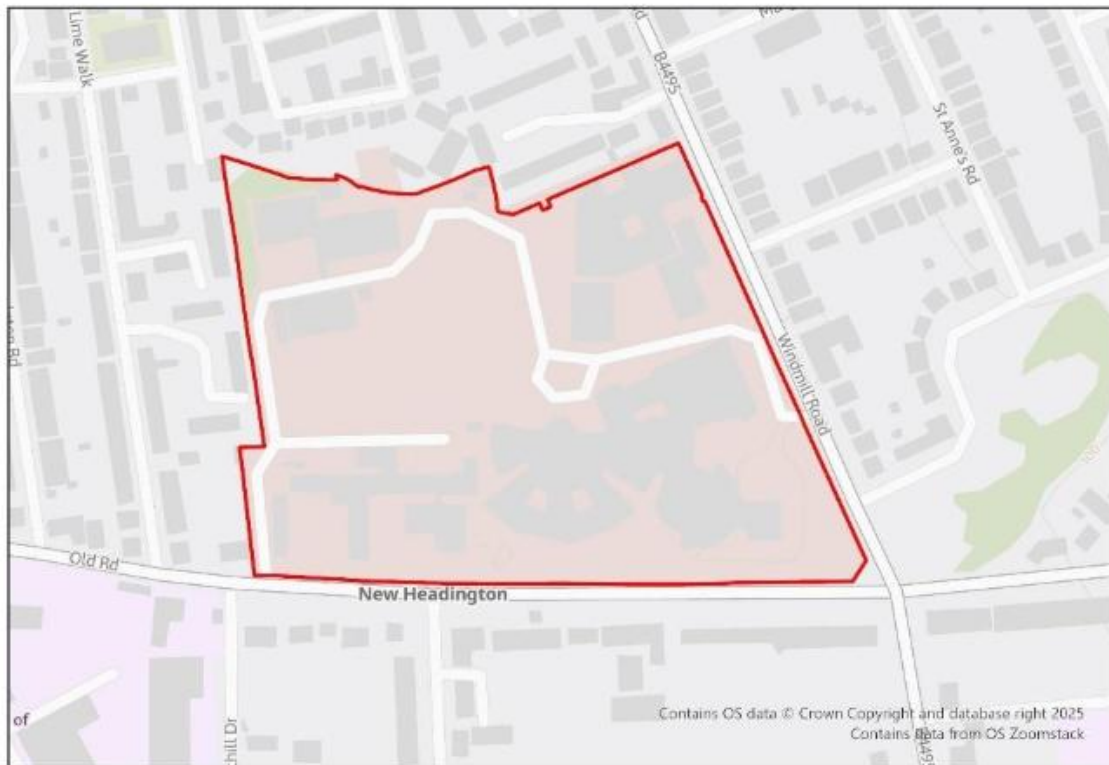 Lime Walk
B4495
St Anne's Rd
Windmill Road
Old Rd
New Headington
of
Contains OS data © Crown Copyright and database right 2025
Contains data from OS Zoomstack